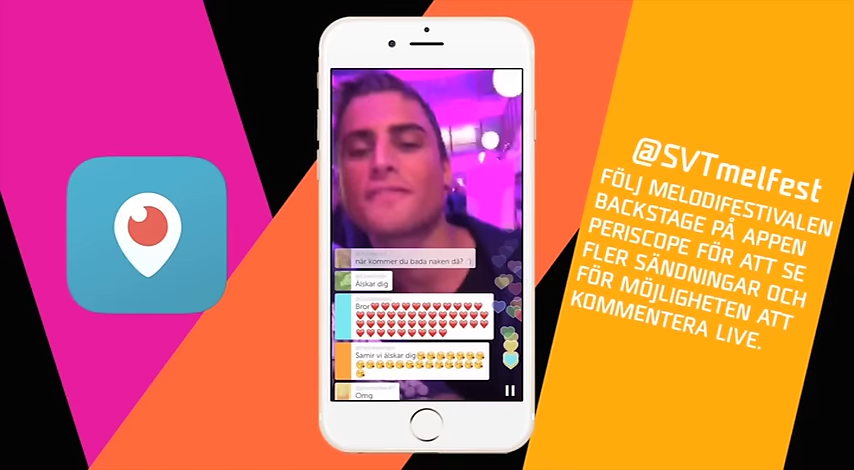 @SVTmelfest
FÖLJ MELODIFESTIVALEN
BACKSTAGE PÅ APPEN
PERISCOPE FÖR ATT SE
FLER SÄNDNINGAR OCH
FÖR MÖJLIGHETEN ATT
KOMMENTERA LIVE.
när kommer du bada naken då? :)
Älskar dig
Bror❤❤❤❤❤❤❤❤❤❤❤
Samir vi älskar dig😘😘😘😘😘😘😘
Omg